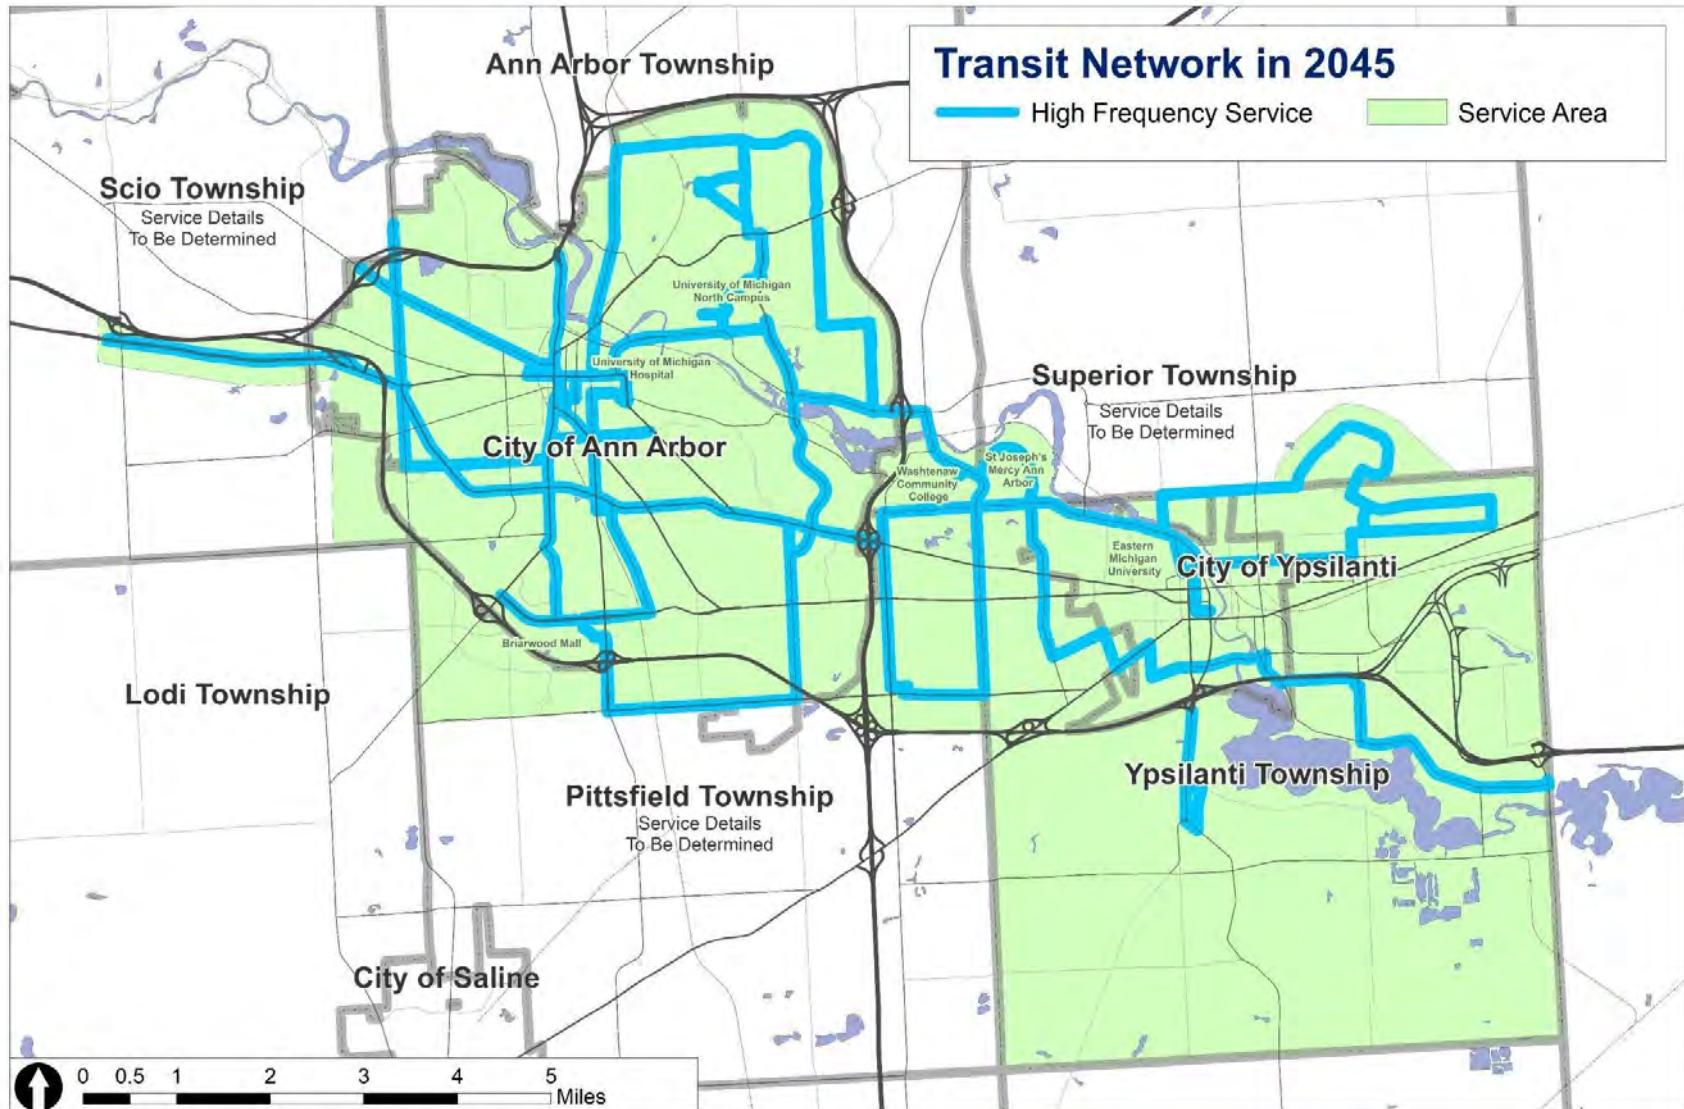 Transit Network in 2045
High Frequency Service
Service Area
Ann Arbor Township
Scio Township
Service Details
To Be Determined
University of Michigan
North Campus
University of Michigan
Hospital
Superior Township
Service Details
To Be Determined
City of Ann Arbor
Washtenaw
Community
College
St Joseph's
Mercy Ann
Arbor
Eastern
Michigan
University
City of Ypsilanti
Briarwood Mall
Lodi Township
Ypsilanti Township
Pittsfield Township
Service Details
To Be Determined
City of Saline
0 0.5 1 2 3 4 5
Miles